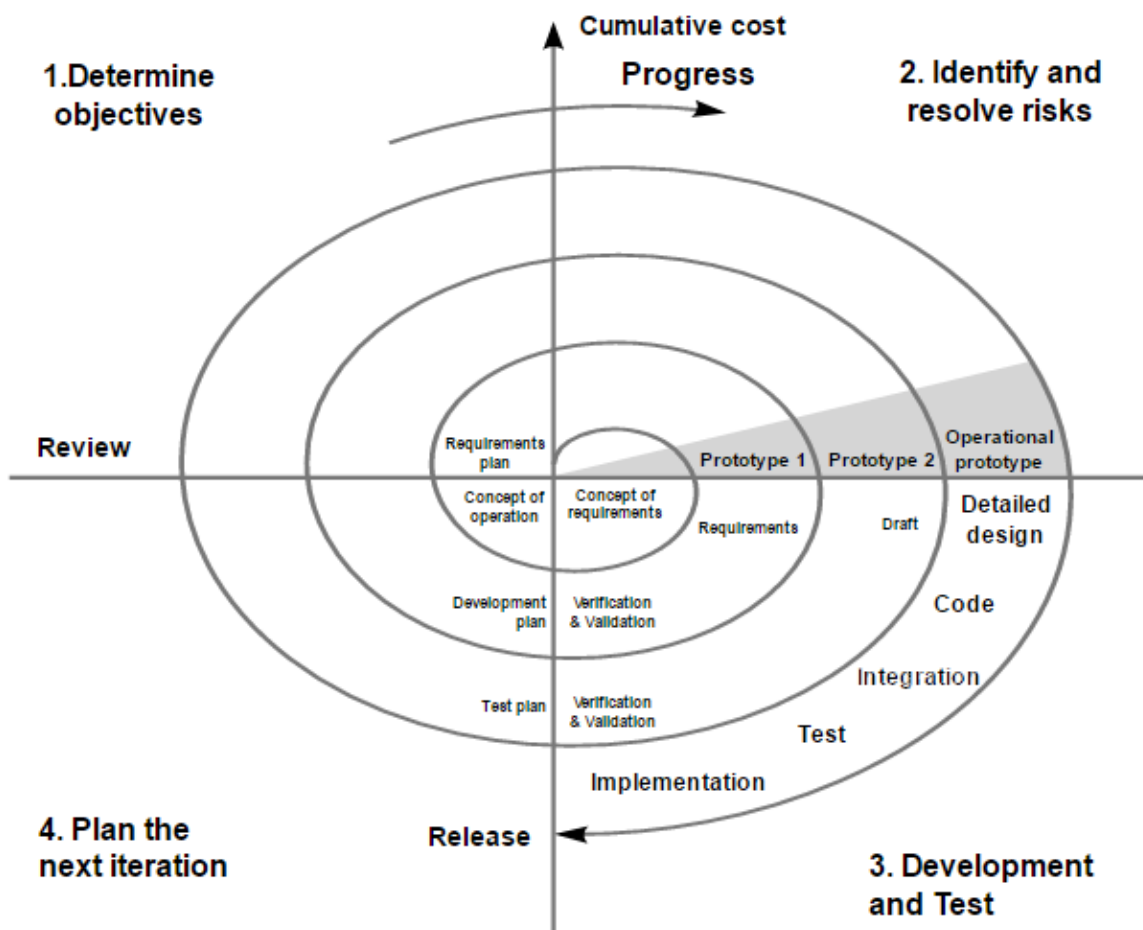 Cumulative cost
Progress
1.Determine
objectives
2. Identify and
resolve risks
Review
Requirements
plan
Prototype 1
Prototype 2
Operational
prototype
Concept of
operation
Concept of
requirements
Requirements
Draft
Detailed
design
Development
plan
Verification
& Validation
Code
Integration
Test plan
Verification
& Validation
Test
Implementation
Release
4. Plan the
next iteration
3. Development
and Test